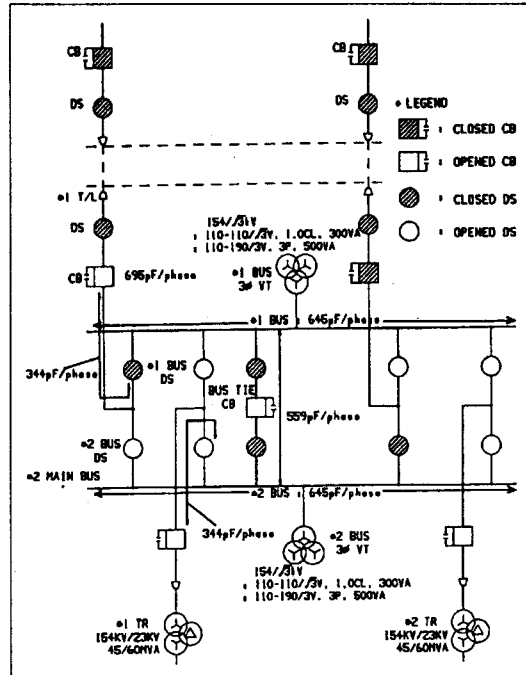 CB
CB
DS
DS
• LEGEND
: CLOSED CB
: OPENED CB
: CLOSED DS
: OPENED DS
#1 T/L
DS
154//3kV
: 110-110//3V, 1.0CL, 300VA
: 110-190/3V, 3P, 500VA
CB
695pF/phase
#1 BUS
3ø VT
#1 BUS : 645pF/phase
344pF/phase
#1 BUS
DS
BUS TIE
CB
559pF/phase
#2 BUS
DS
#2 MAIN BUS
#2 BUS : 645pF/phase
344pF/phase
#2 BUS
3ø VT
154//3kV
: 110-110//3V, 1.0CL, 300VA
: 110-190/3V, 3P, 500VA
#1 TR
154KV/23KV
45/60MVA
#2 TR
154KV/23KV
45/60MVA